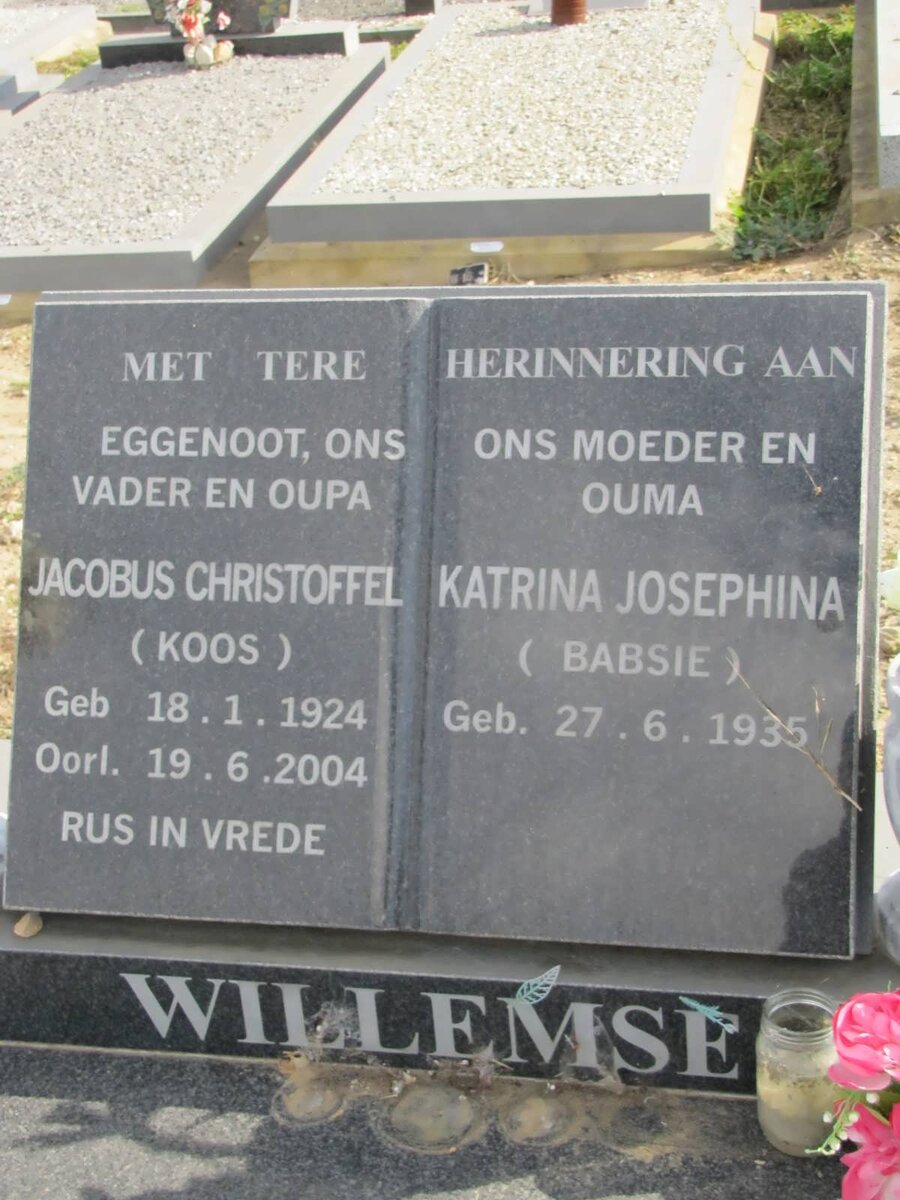 MET TERE HERINNERING AAN
EGGENOOT, ONS
VADER EN OUPA
JACOBUS CHRISTOFFEL
( KOOS )
Geb 18 . 1 . 1924
Oorl. 19 . 6 . 2004
RUS IN VREDE
ONS MOEDER EN
OUMA
KATRINA JOSEPHINA
( BABSIE )
Geb. 27 . 6 . 1935
WILLEMSE